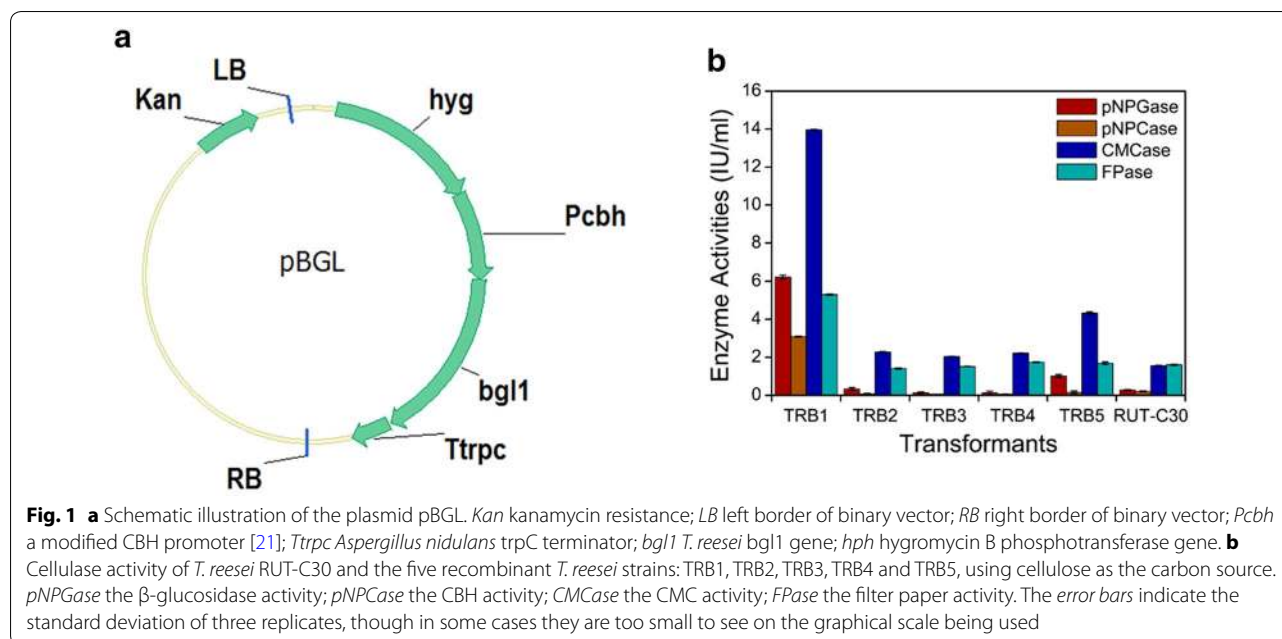 a
LB
Kan
hyg
Pcbh
pBGL
bgl1
Ttrpc
RB
b
16
14
12
10
8
6
4
2
0
Enzyme Activities (IU/ml)
pNPGase
pNPCase
CMCase
FPase
TRB1 TRB2 TRB3 TRB4 TRB5 RUT-C30
Transformants
Fig. 1 a Schematic illustration of the plasmid pBGL. Kan kanamycin resistance; LB left border of binary vector; RB right border of binary vector; Pcbh
a modified CBH promoter [21]; Ttrpc Aspergillus nidulans trpC terminator; bgl1 T. reesei bgl1 gene; hph hygromycin B phosphotransferase gene. b
Cellulase activity of T. reesei RUT-C30 and the five recombinant T. reesei strains: TRB1, TRB2, TRB3, TRB4 and TRB5, using cellulose as the carbon source.
pNPGase the β-glucosidase activity; pNPCase the CBH activity; CMCase the CMC activity; FPase the filter paper activity. The error bars indicate the
standard deviation of three replicates, though in some cases they are too small to see on the graphical scale being used